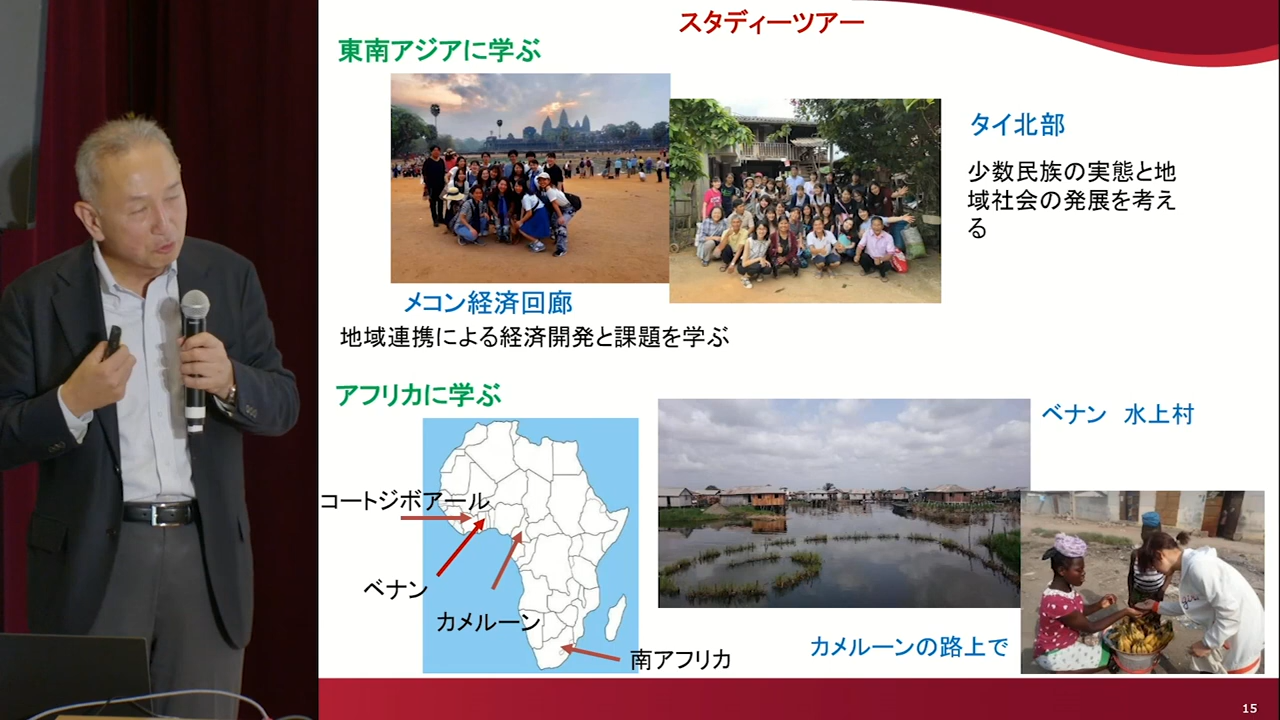 スタディーツアー
東南アジアに学ぶ
タイ北部
少数民族の実態と地
域社会の発展を考え
る
メコン経済回廊
地域連携による経済開発と課題を学ぶ
アフリカに学ぶ
ベナン 水上村
コートジボアール
ベナン
カメルーン
南アフリカ
カメルーンの路上で
15